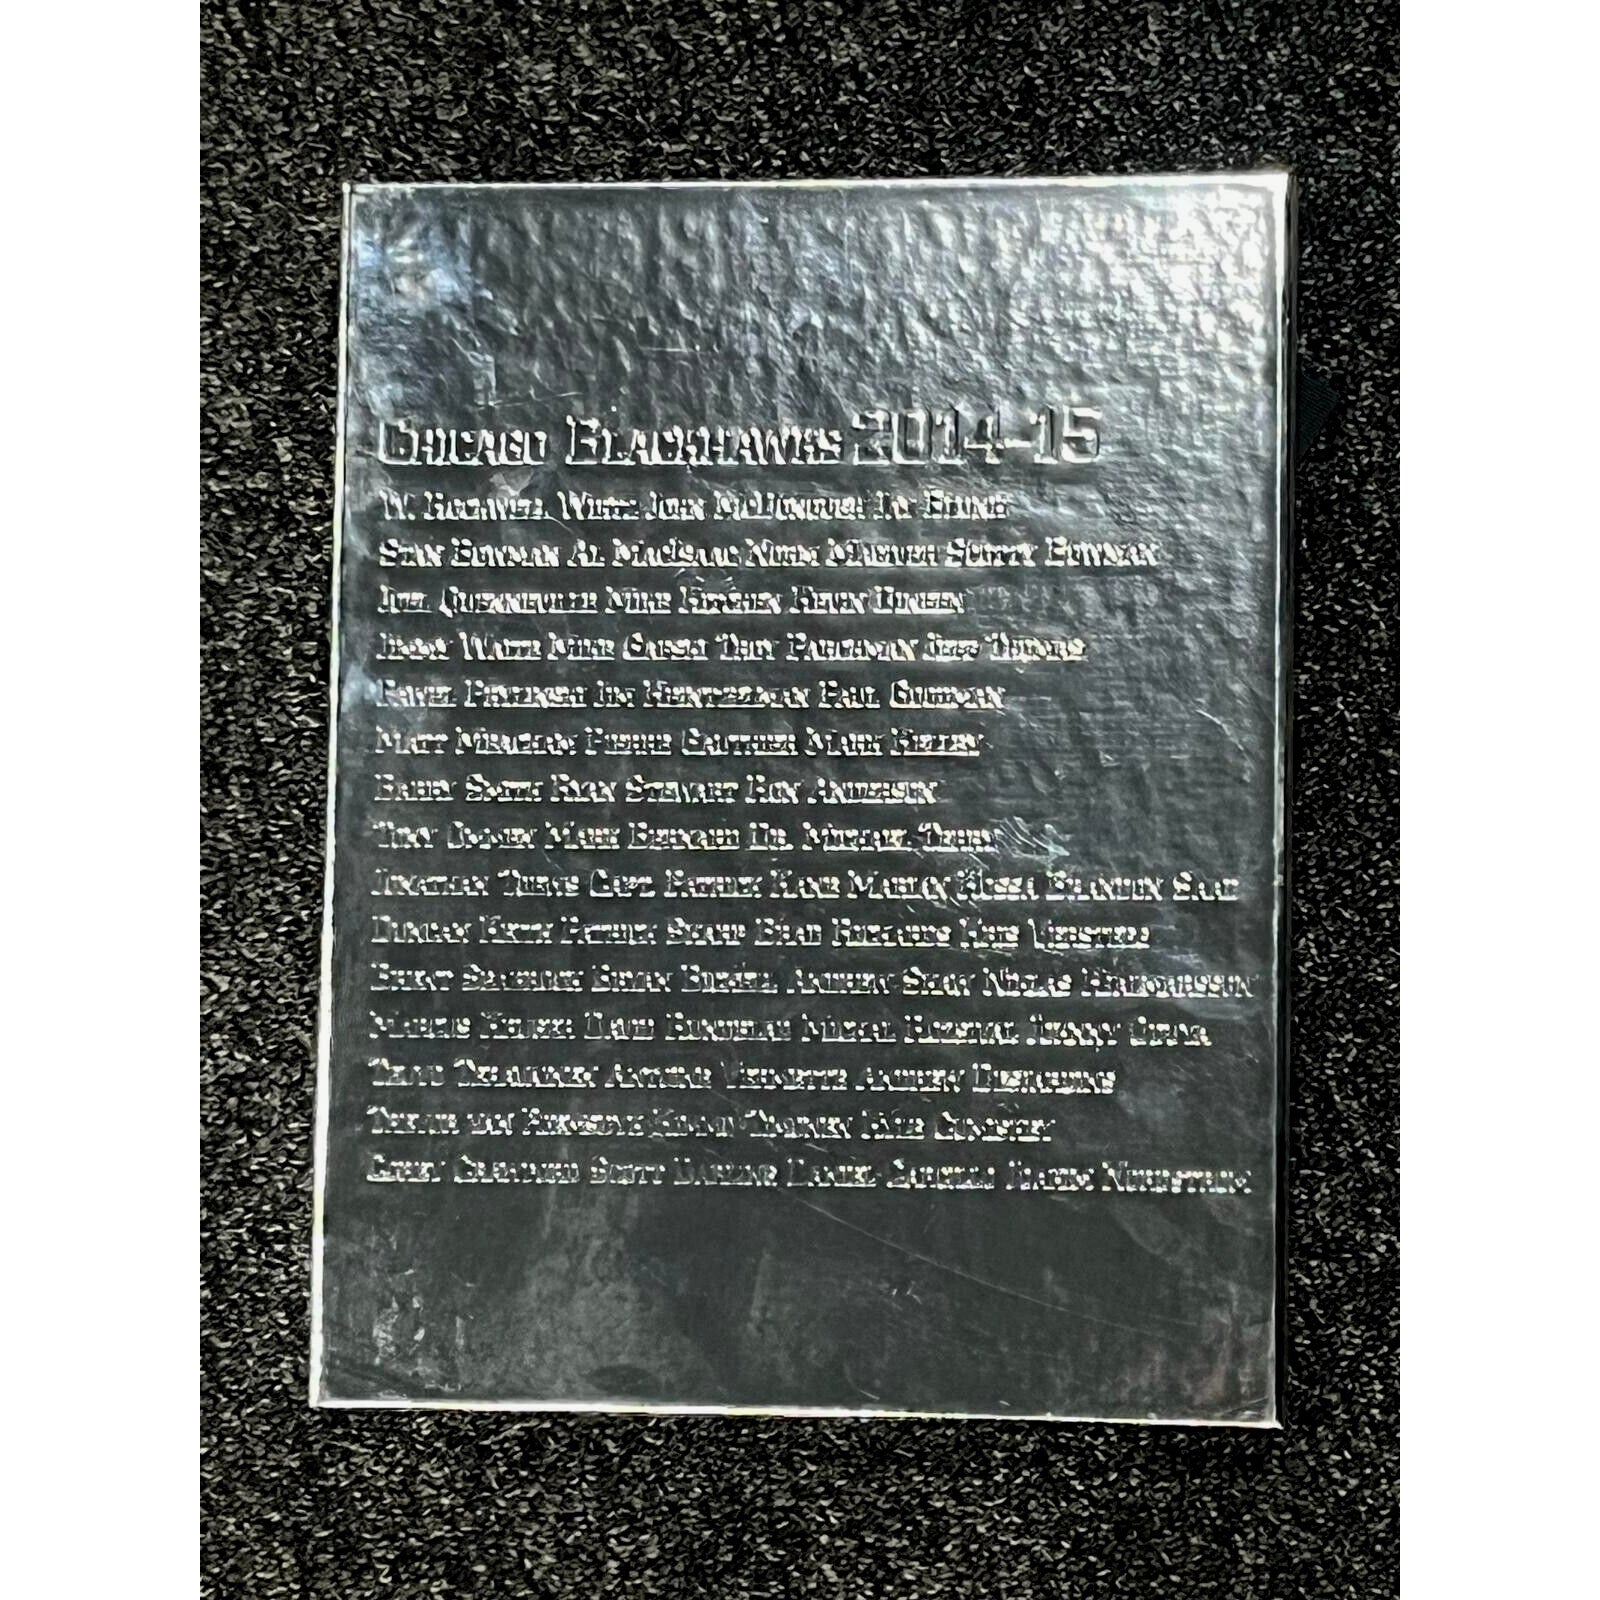 Chicago Blackhawks 2014-15
W. Rockwell Wirtz John McDonough Jay Blunk
Stan Bowman Al MacIsaac Norm Maciver Scotty Bowman
Joel Quenneville Mike Kitchen Kevin Dineen
Jimmy Waite Mike Gapski Troy Parchman Jeff Thomas
Pawel Prylinski Jim Heintzelman Paul Goodman
Matt Meacham Pierre Gauthier Mark Kelley
Barry Smith Ryan Stewart Ron Anderson
Tony Ommen Mark Bernard Dr. Michael Terry
Jonathan Toews Capt. Patrick Kane Marian Hossa Brandon Saad
Duncan Keith Patrick Sharp Brad Richards Kris Versteeg
Brent Seabrook Bryan Bickell Andrew Shaw Niklas Hjalmarsson
Marcus Kruger David Rundblad Michal Rozsival Johnny Oduya
Teuvo Teravainen Antoine Vermette Andrew Desjardins
Trevor van Riemsdyk Kimmo Timonen Kyle Cumiskey
Corey Crawford Scott Darling Daniel Carcillo Joakim Nordstrom